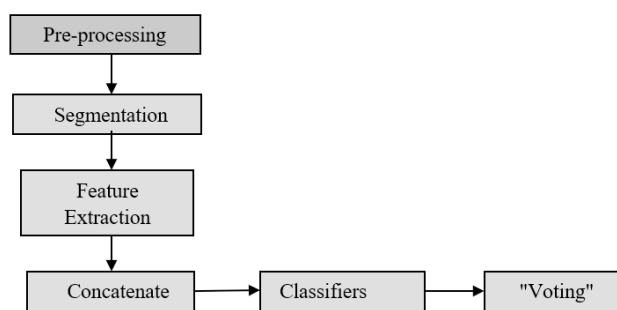 Pre-processing
Segmentation
Feature
Extraction
Concatenate
Classifiers
"Voting"